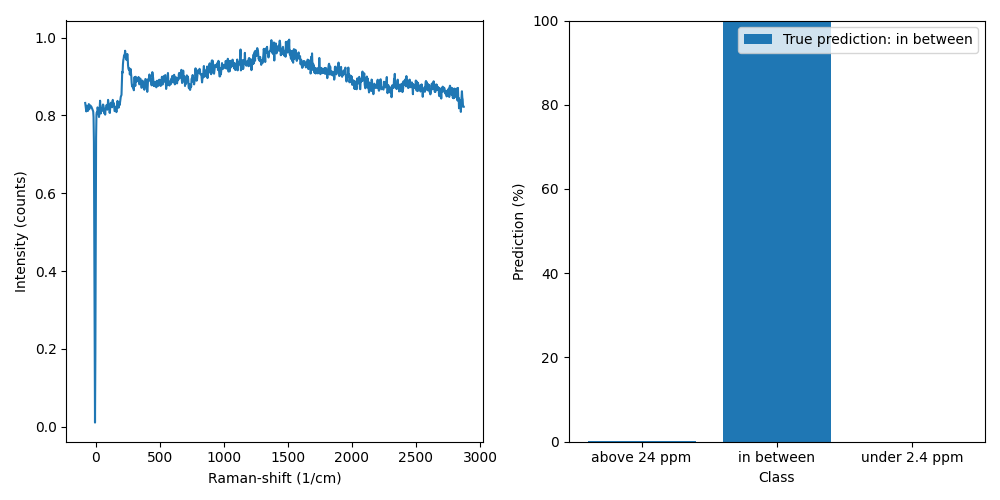 1.0
0.8
0.6
0.4
0.2
0.0
Intensity (counts)
0 500 1000 1500 2000 2500 3000
Raman-shift (1/cm)
100
80
60
40
20
0
Prediction (%)
True prediction: in between
above 24 ppm in between under 2.4 ppm
Class